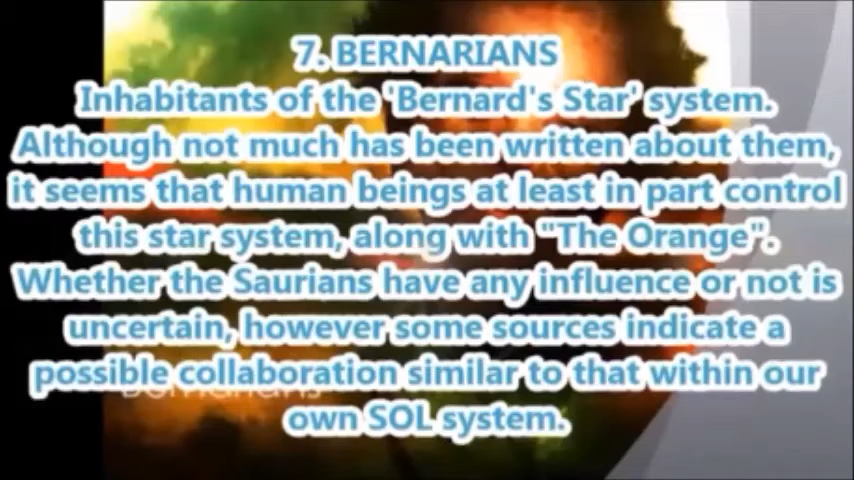 7. BERNARIANS
Inhabitants of the 'Bernard's Star' system.
Although not much has been written about them,
it seems that human beings at least in part control
this star system, along with "The Orange".
Whether the Saurians have any influence or not is
uncertain, however some sources indicate a
possible collaboration similar to that within our
own SOL system.